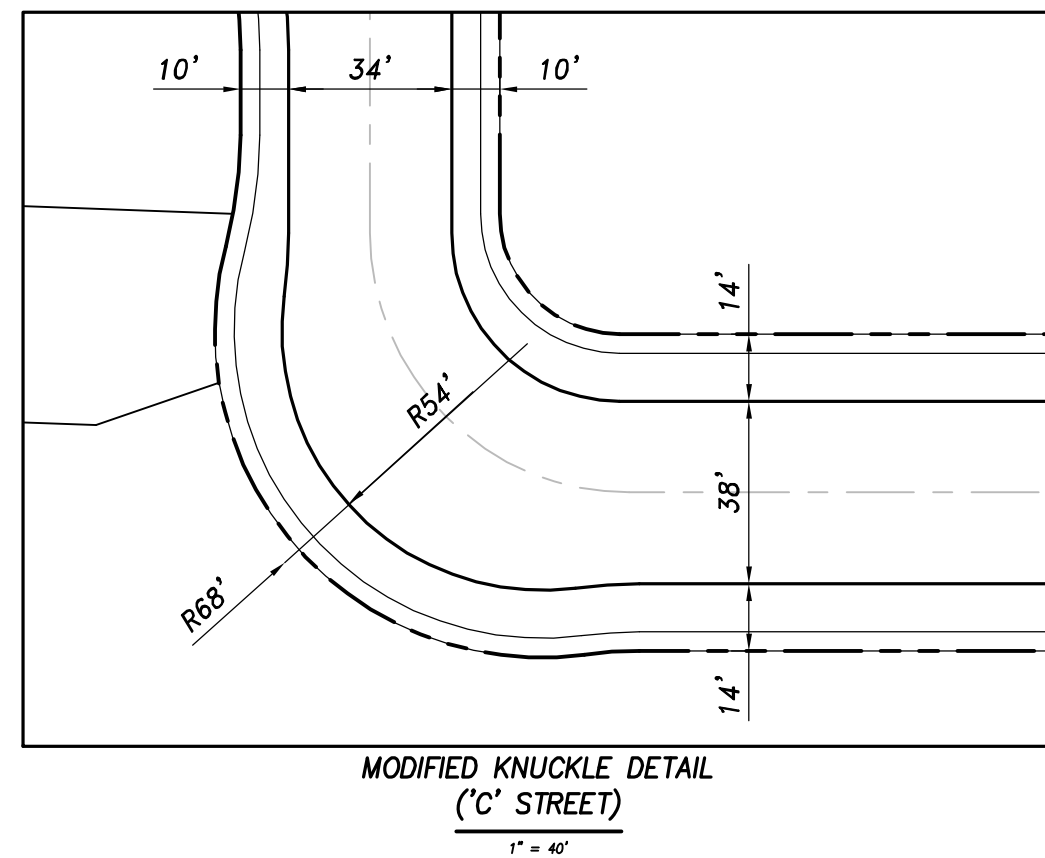 10' 34' 10'
14'
R54'
38'
R68'
14'
MODIFIED KNUCKLE DETAIL
('C' STREET)
1" = 40'